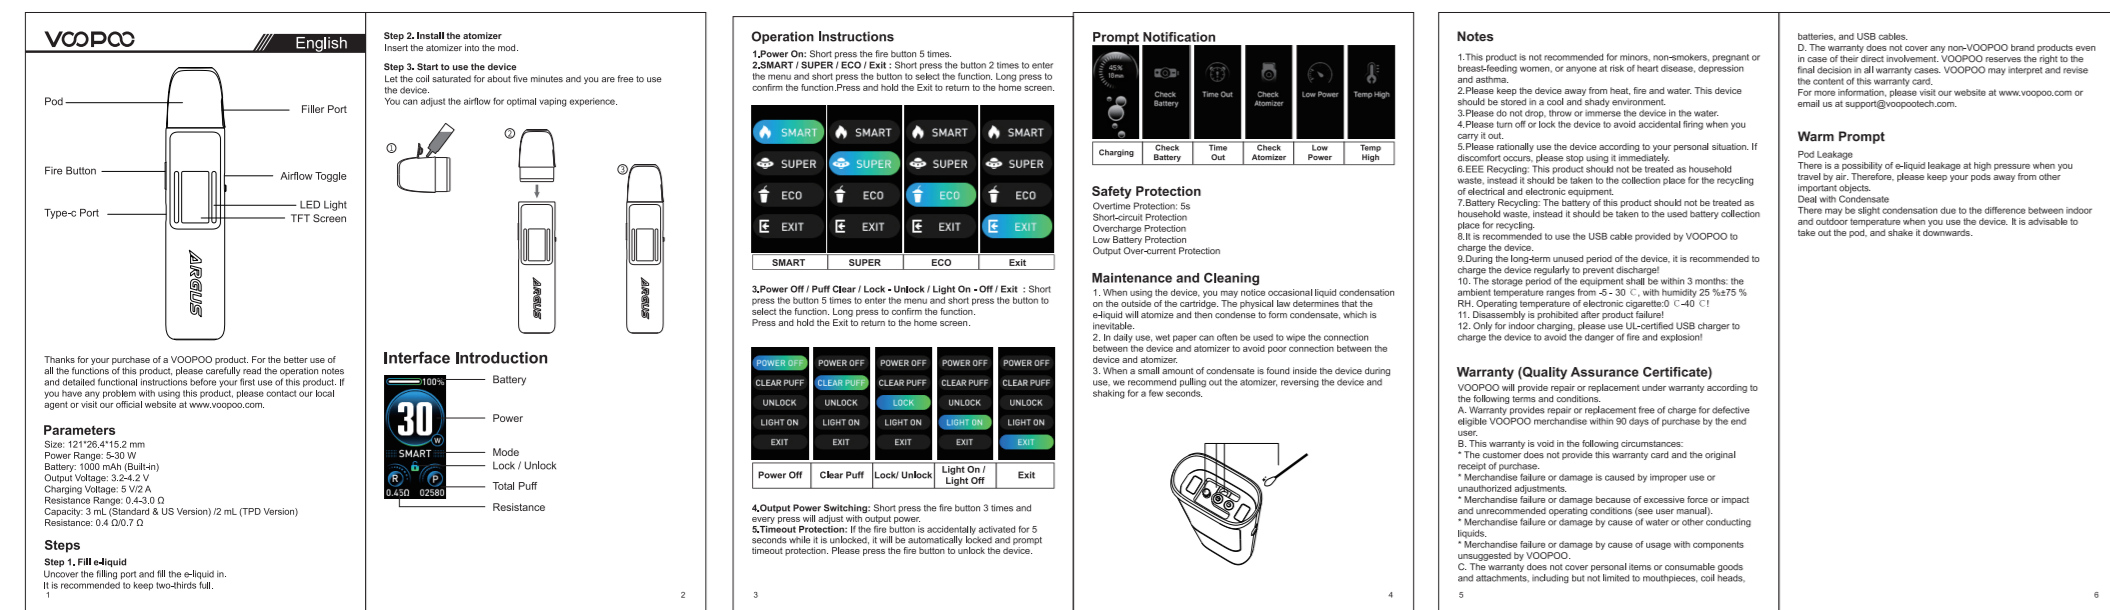 VOOPOO
English
Pod
Filler Port
Fire Button
Airflow Toggle
LED Light
Type-c Port
TFT Screen
ARGUS
Thanks for your purchase of a VOOPOO product. For the better use of
all the functions of this product, please carefully read the operation notes
and detailed functional instructions before your first use of this product. If
you have any problem with using this product, please contact our local
agent or visit our official website at www.voopoo.com.
Parameters
Size: 121*26.4*15.2 mm
Power Range: 5-30 W
Battery: 1000 mAh (Built-in)
Output Voltage: 3.2-4.2 V
Charging Voltage: 5 V/2 A
Resistance Range: 0.4-3.0 Ω
Capacity: 3 mL (Standard & US Version) /2 mL (TPD Version)
Resistance: 0.4 Ω/0.7 Ω
Steps
Step 1. Fill e-liquid
Uncover the filling port and fill the e-liquid in.
It is recommended to keep two-thirds full.
1
Step 2. Install the atomizer
Insert the atomizer into the mod.
Step 3. Start to use the device
Let the coil saturated for about five minutes and you are free to use
the device.
You can adjust the airflow for optimal vaping experience.
①
②
③
ARGUS
ARGUS
Interface Introduction
100%
Battery
30
W
Power
SMART
Mode
Lock / Unlock
R P
Total Puff
0.45Ω 02580
Resistance
2
Operation Instructions
1.Power On: Short press the fire button 5 times.
2.SMART / SUPER / ECO / Exit : Short press the button 2 times to enter
the menu and short press the button to select the function. Long press to
confirm the function.Press and hold the Exit to return to the home screen.
SMART SMART SMART SMART
SUPER SUPER SUPER SUPER
ECO ECO ECO ECO
EXIT EXIT EXIT EXIT
SMART SUPER ECO Exit
3.Power Off / Puff Clear / Lock - Unlock / Light On - Off / Exit : Short
press the button 5 times to enter the menu and short press the button to
select the function. Long press to confirm the function.
Press and hold the Exit to return to the home screen.
POWER OFF POWER OFF POWER OFF POWER OFF POWER OFF
CLEAR PUFF CLEAR PUFF CLEAR PUFF CLEAR PUFF CLEAR PUFF
UNLOCK UNLOCK LOCK UNLOCK UNLOCK
LIGHT ON LIGHT ON LIGHT ON LIGHT ON LIGHT ON
EXIT EXIT EXIT EXIT EXIT
Power Off Clear Puff Lock/ Unlock Light On / Light Off Exit
4.Output Power Switching: Short press the fire button 3 times and
every press will adjust with output power.
5.Timeout Protection: If the fire button is accidentally activated for 5
seconds while it is unlocked, it will be automatically locked and prompt
timeout protection. Please press the fire button to unlock the device.
3
Prompt Notification
45%
18min
Check Battery
Time Out
Check Atomizer
Low Power
Temp High
Charging
Check Battery
Time Out
Check Atomizer
Low Power
Temp High
Safety Protection
Overtime Protection: 5s
Short-circuit Protection
Overcharge Protection
Low Battery Protection
Output Over-current Protection
Maintenance and Cleaning
1. When using the device, you may notice occasional liquid condensation
on the outside of the cartridge. The physical law determines that the
e-liquid will atomize and then condense to form condensate, which is
inevitable.
2. In daily use, wet paper can often be used to wipe the connection
between the device and atomizer to avoid poor connection between the
device and atomizer.
3. When a small amount of condensate is found inside the device during
use, we recommend pulling out the atomizer, reversing the device and
shaking for a few seconds.
4
Notes
1.This product is not recommended for minors, non-smokers, pregnant or
breast-feeding women, or anyone at risk of heart disease, depression
and asthma.
2.Please keep the device away from heat, fire and water. This device
should be stored in a cool and shady environment.
3.Please do not drop, throw or immerse the device in the water.
4.Please turn off or lock the device to avoid accidental firing when you
carry it out.
5.Please rationally use the device according to your personal situation. If
discomfort occurs, please stop using it immediately.
6.EEE Recycling: This product should not be treated as household
waste, instead it should be taken to the collection place for the recycling
of electrical and electronic equipment.
7.Battery Recycling: The battery of this product should not be treated as
household waste, instead it should be taken to the used battery collection
place for recycling.
8.It is recommended to use the USB cable provided by VOOPOO to
charge the device.
9.During the long-term unused period of the device, it is recommended to
charge the device regularly to prevent discharge!
10. The storage period of the equipment shall be within 3 months: the
ambient temperature ranges from -5 - 30 ℃, with humidity 25 %±75 %
RH. Operating temperature of electronic cigarette:0 ℃-40 ℃!
11. Disassembly is prohibited after product failure!
12. Only for indoor charging, please use UL-certified USB charger to
charge the device to avoid the danger of fire and explosion!
Warranty (Quality Assurance Certificate)
VOOPOO will provide repair or replacement under warranty according to
the following terms and conditions.
A. Warranty provides repair or replacement free of charge for defective
eligible VOOPOO merchandise within 90 days of purchase by the end
user.
B. This warranty is void in the following circumstances:
* The customer does not provide this warranty card and the original
receipt of purchase.
* Merchandise failure or damage is caused by improper use or
unauthorized adjustments.
* Merchandise failure or damage because of excessive force or impact
and unrecommended operating conditions (see user manual).
* Merchandise failure or damage by cause of water or other conducting
liquids.
* Merchandise failure or damage by cause of usage with components
unsuggested by VOOPOO.
C. The warranty does not cover personal items or consumable goods
and attachments, including but not limited to mouthpieces, coil heads,
5
batteries, and USB cables.
D. The warranty does not cover any non-VOOPOO brand products even
in case of their direct involvement. VOOPOO reserves the right to the
final decision in all warranty cases. VOOPOO may interpret and revise
the content of this warranty card.
For more information, please visit our website at www.voopoo.com or
email us at support@voopootech.com.
Warm Prompt
Pod Leakage
There is a possibility of e-liquid leakage at high pressure when you
travel by air. Therefore, please keep your pods away from other
important objects.
Deal with Condensate
There may be slight condensation due to the difference between indoor
and outdoor temperature when you use the device. It is advisable to
take out the pod, and shake it downwards.
6